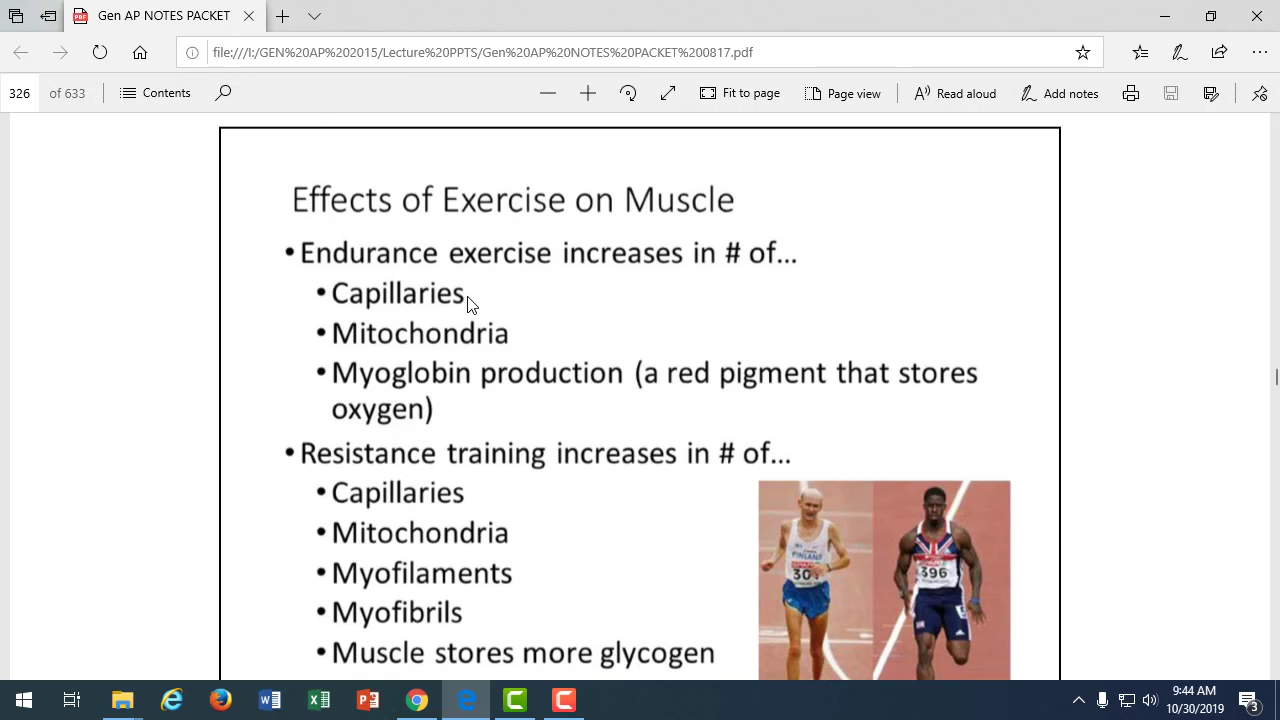 PDF GEN AP NOTES PACKET
file:///I:/GEN%20AP%202015/Lecture%20PPTS/Gen%20AP%20NOTES%20PACKET%200817.pdf
326 of 633 Contents Fit to page Page view Read aloud Add notes
Effects of Exercise on Muscle
• Endurance exercise increases in # of...
• Capillaries
• Mitochondria
• Myoglobin production (a red pigment that stores
oxygen)
• Resistance training increases in # of...
• Capillaries
• Mitochondria
• Myofilaments
• Myofibrils
• Muscle stores more glycogen
FINLAND
30
396
9:44 AM
10/30/2019
3